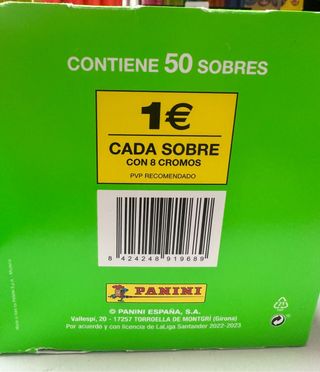 CONTIENE 50 SOBRES
1€
CADA SOBRE
CON 8 CROMOS
PVP RECOMENDADO
8 424248 919689
PANINI
© PANINI ESPAÑA, S.A.
Vallespí, 20 - 17257 TORROELLA DE MONTGRÍ (Girona)
Por acuerdo y con licencia de LaLiga Santander 2022-2023